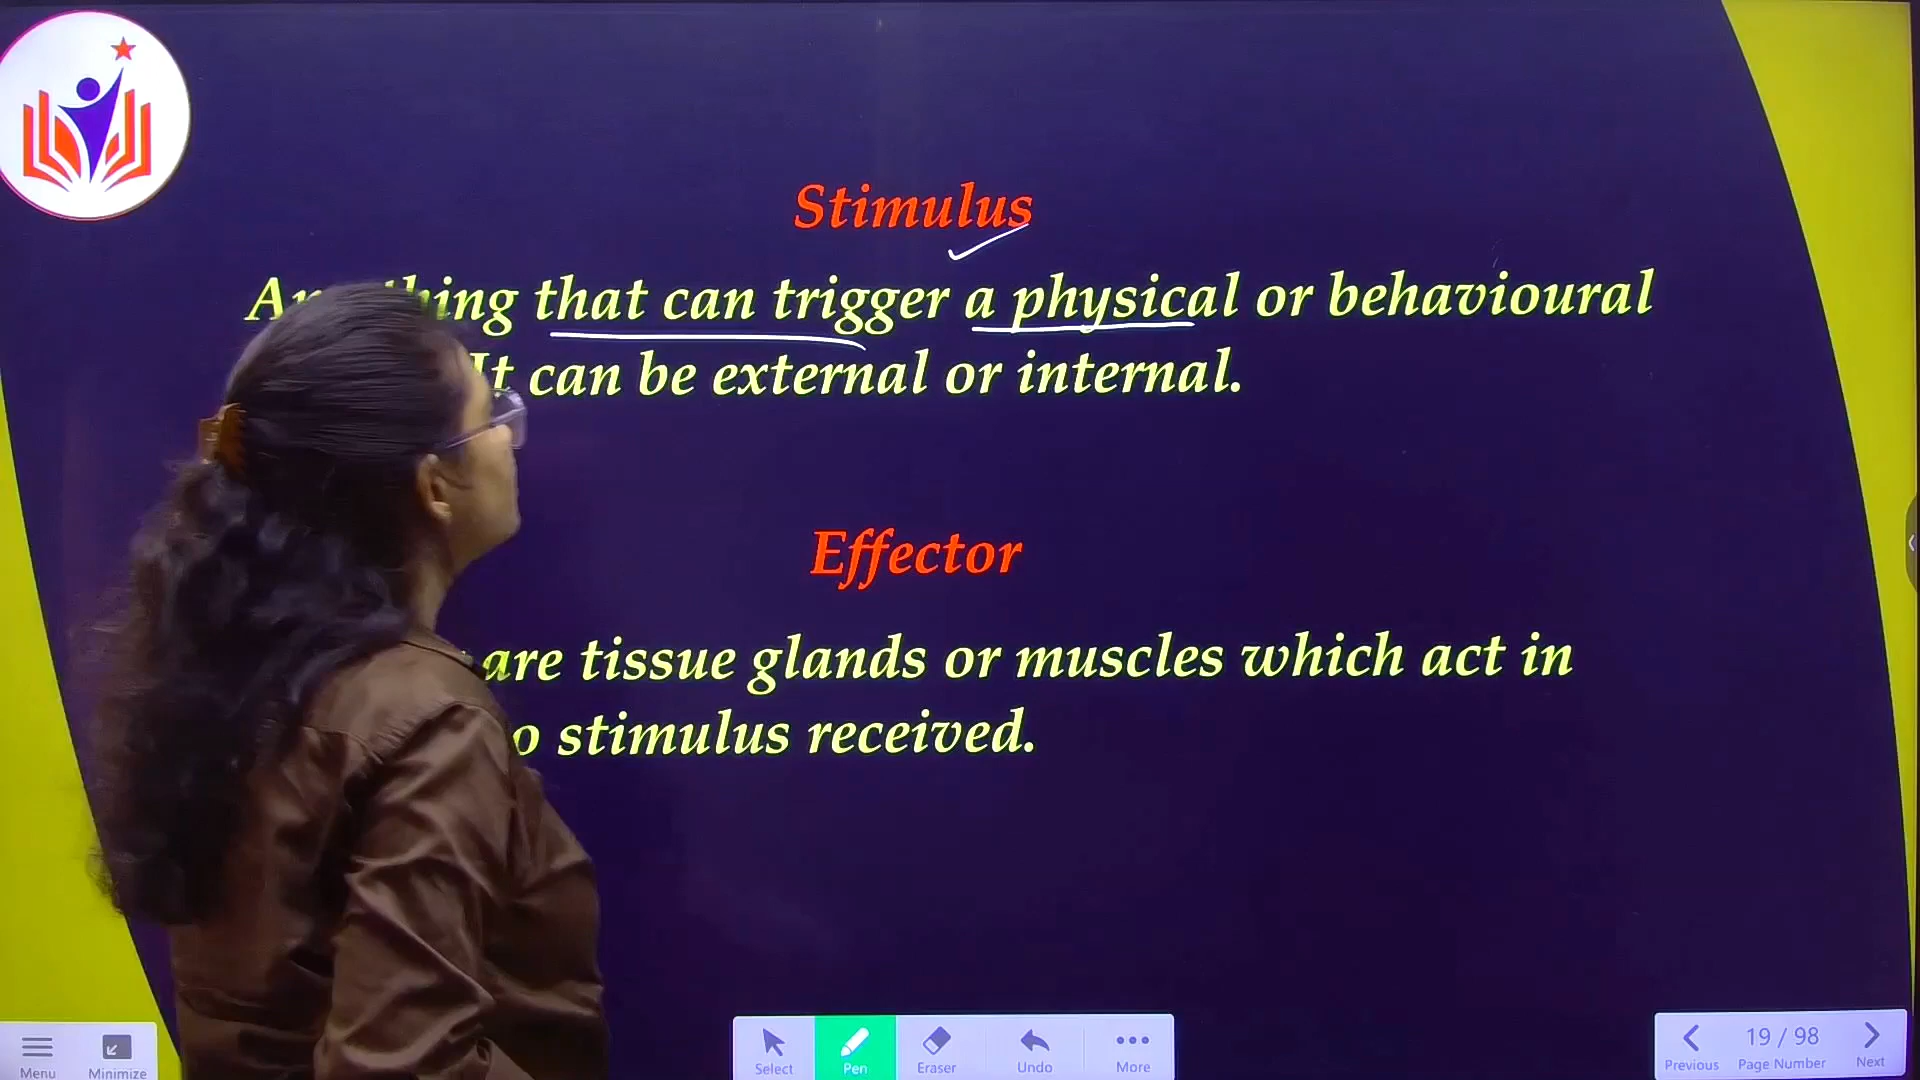 Stimulus
that can trigger a physical or behavioural
It can be external or internal.
Effector
are tissue glands or muscles which act in
stimulus received.
Menu
Minimize
Select
Pen
Eraser
Undo
More
Previous
19 / 98
Page Number
Next